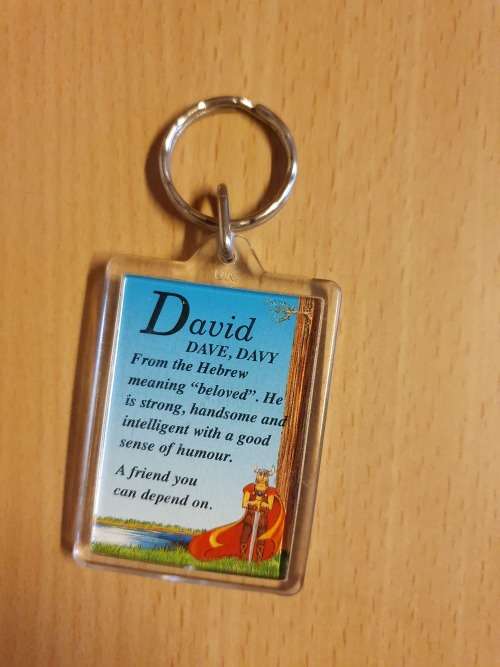 David
DAVE, DAVY
From the Hebrew
meaning “beloved”. He
is strong, handsome and
intelligent with a good
sense of humour.
A friend you
can depend on.